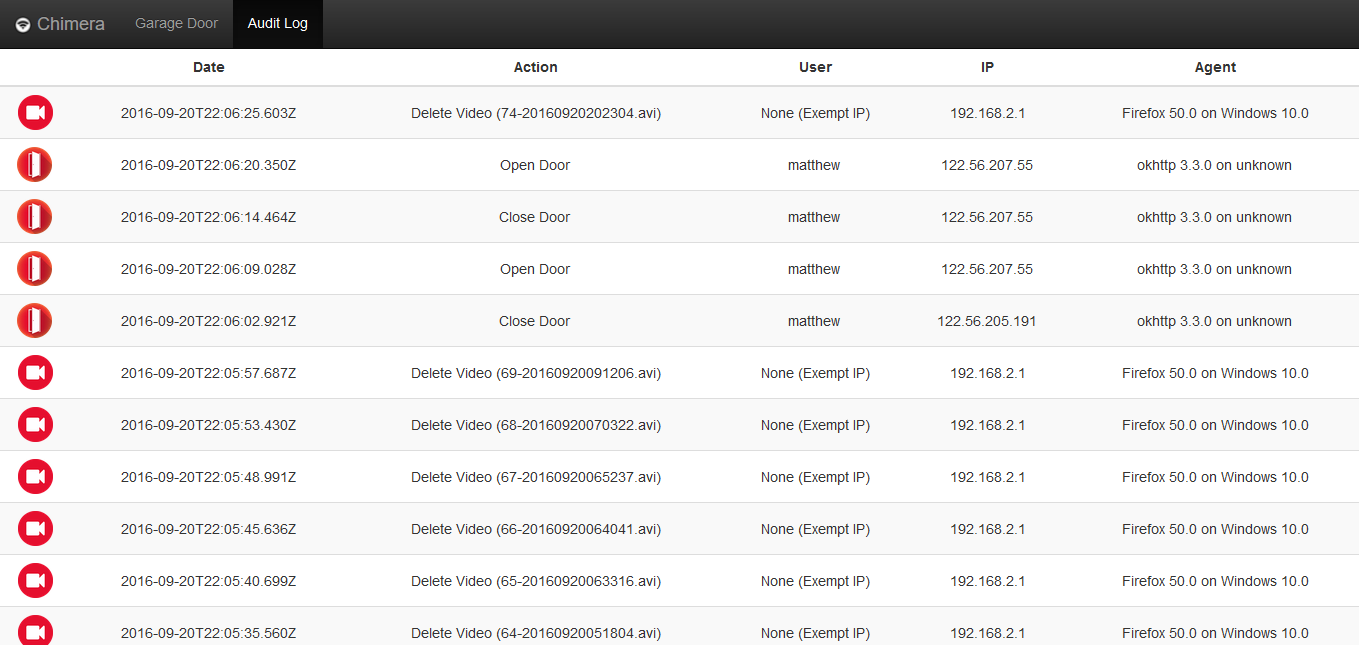 Chimera Garage Door Audit Log
Date Action User IP Agent
2016-09-20T22:06:25.603Z Delete Video (74-20160920202304.avi) None (Exempt IP) 192.168.2.1 Firefox 50.0 on Windows 10.0
2016-09-20T22:06:20.350Z Open Door matthew 122.56.207.55 okhttp 3.3.0 on unknown
2016-09-20T22:06:14.464Z Close Door matthew 122.56.207.55 okhttp 3.3.0 on unknown
2016-09-20T22:06:09.028Z Open Door matthew 122.56.207.55 okhttp 3.3.0 on unknown
2016-09-20T22:06:02.921Z Close Door matthew 122.56.205.191 okhttp 3.3.0 on unknown
2016-09-20T22:05:57.687Z Delete Video (69-20160920091206.avi) None (Exempt IP) 192.168.2.1 Firefox 50.0 on Windows 10.0
2016-09-20T22:05:53.430Z Delete Video (68-20160920070322.avi) None (Exempt IP) 192.168.2.1 Firefox 50.0 on Windows 10.0
2016-09-20T22:05:48.991Z Delete Video (67-20160920065237.avi) None (Exempt IP) 192.168.2.1 Firefox 50.0 on Windows 10.0
2016-09-20T22:05:45.636Z Delete Video (66-20160920064041.avi) None (Exempt IP) 192.168.2.1 Firefox 50.0 on Windows 10.0
2016-09-20T22:05:40.699Z Delete Video (65-20160920063316.avi) None (Exempt IP) 192.168.2.1 Firefox 50.0 on Windows 10.0
2016-09-20T22:05:35.560Z Delete Video (64-20160920051804.avi) None (Exempt IP) 192.168.2.1 Firefox 50.0 on Windows 10.0